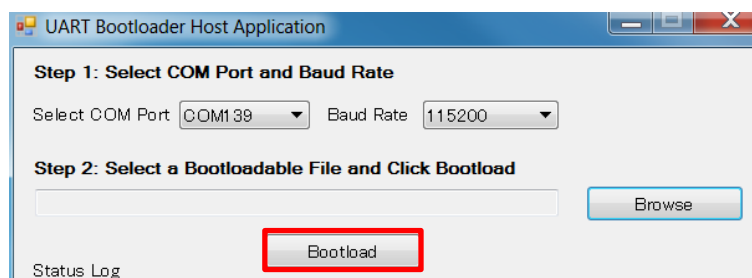 UART Bootloader Host Application
Step 1: Select COM Port and Baud Rate
Select COM Port COM139 Baud Rate 115200
Step 2: Select a Bootloadable File and Click Bootload
Browse
Bootload
Status Log